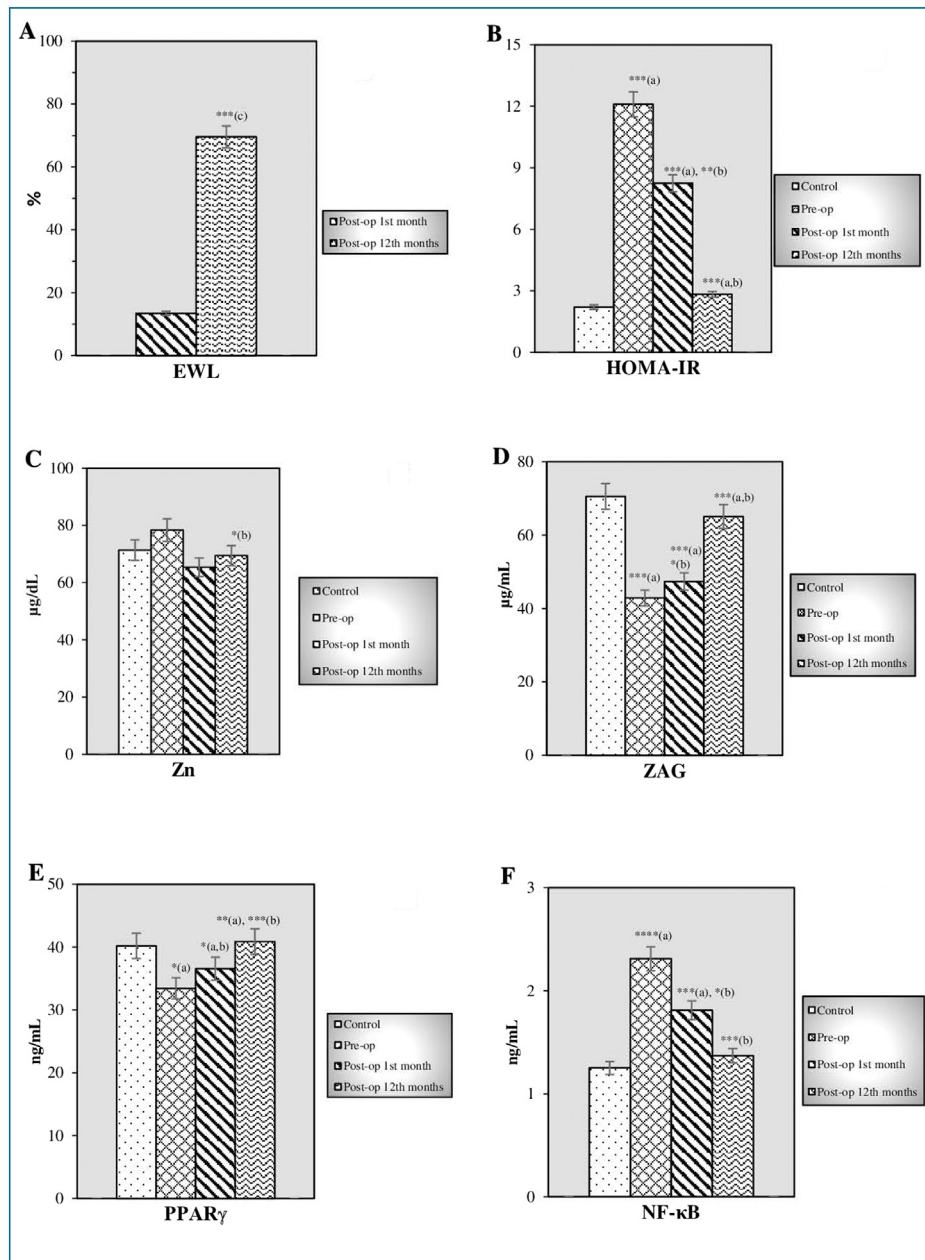 A
100
80
60
40
20
0
%
***(c)
EWL
Post-op 1st month
Post-op 12th months
B
15
12
9
6
3
0
***(a)
***(a), **(b)
***(a,b)
HOMA-IR
Control
Pre-op
Post-op 1st month
Post-op 12th months
C
100
80
60
40
20
0
µg/dL
*(b)
Zn
Control
Pre-op
Post-op 1st month
Post-op 12th months
D
80
60
40
20
0
µg/mL
***(a)
***(a)
*(b)
***(a,b)
ZAG
Control
Pre-op
Post-op 1st month
Post-op 12th months
E
50
40
30
20
10
0
ng/mL
*(a)
*(a,b)
**(a), ***(b)
PPARγ
Control
Pre-op
Post-op 1st month
Post-op 12th months
F
3
2
1
0
ng/mL
****(a)
***(a), *(b)
***(b)
NF-κB
Control
Pre-op
Post-op 1st month
Post-op 12th months